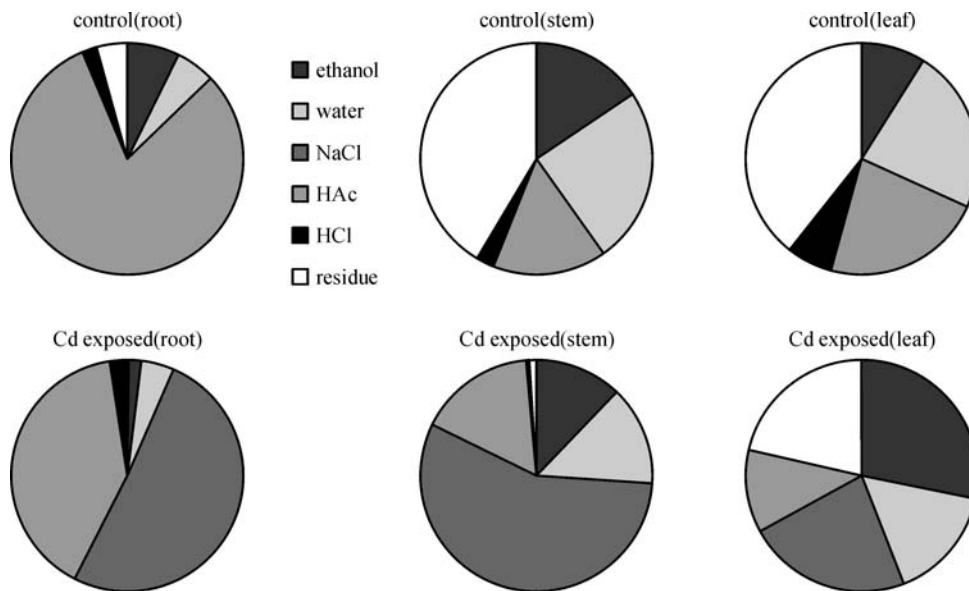 control(root)
control(stem)
control(leaf)
ethanol
water
NaCl
HAc
HCl
residue
Cd exposed(root)
Cd exposed(stem)
Cd exposed(leaf)